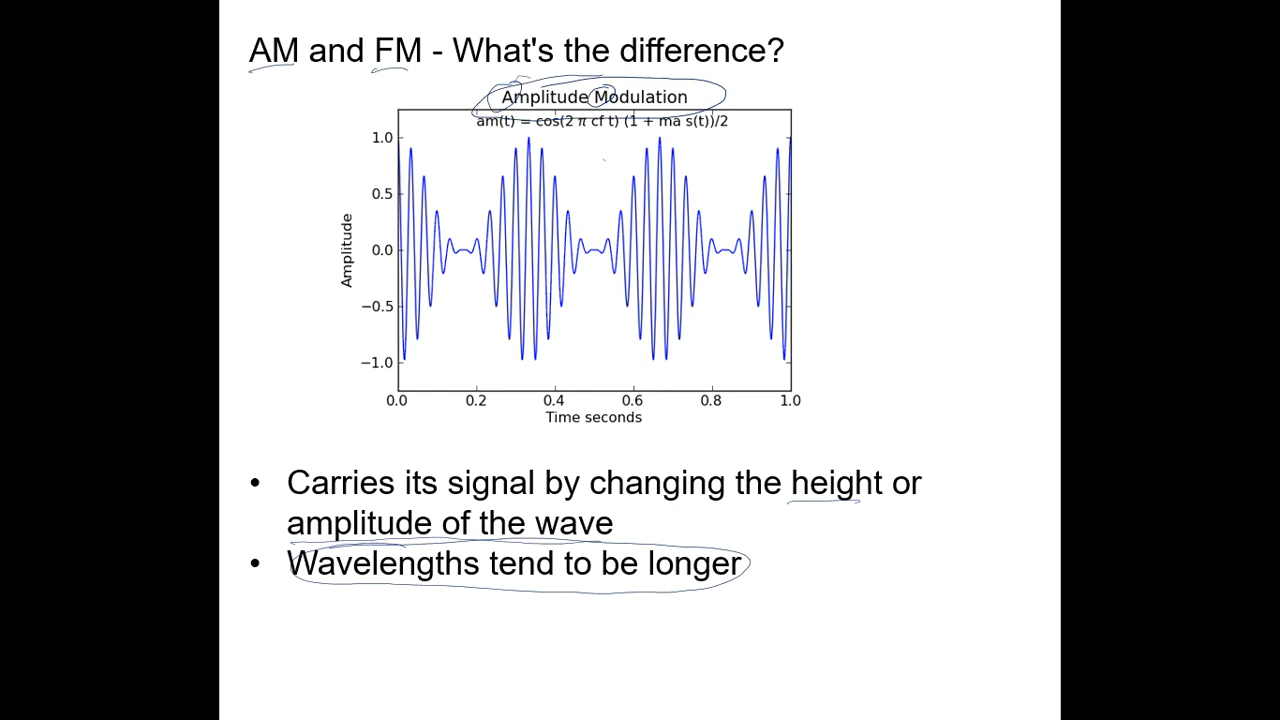 AM and FM - What's the difference?
Amplitude Modulation
am(t) = cos(2 π cf t) (1 + ma s(t))/2
1.0
0.5
0.0
−0.5
−1.0
Amplitude
0.0 0.2 0.4 0.6 0.8 1.0
Time seconds
• Carries its signal by changing the height or
amplitude of the wave
• Wavelengths tend to be longer